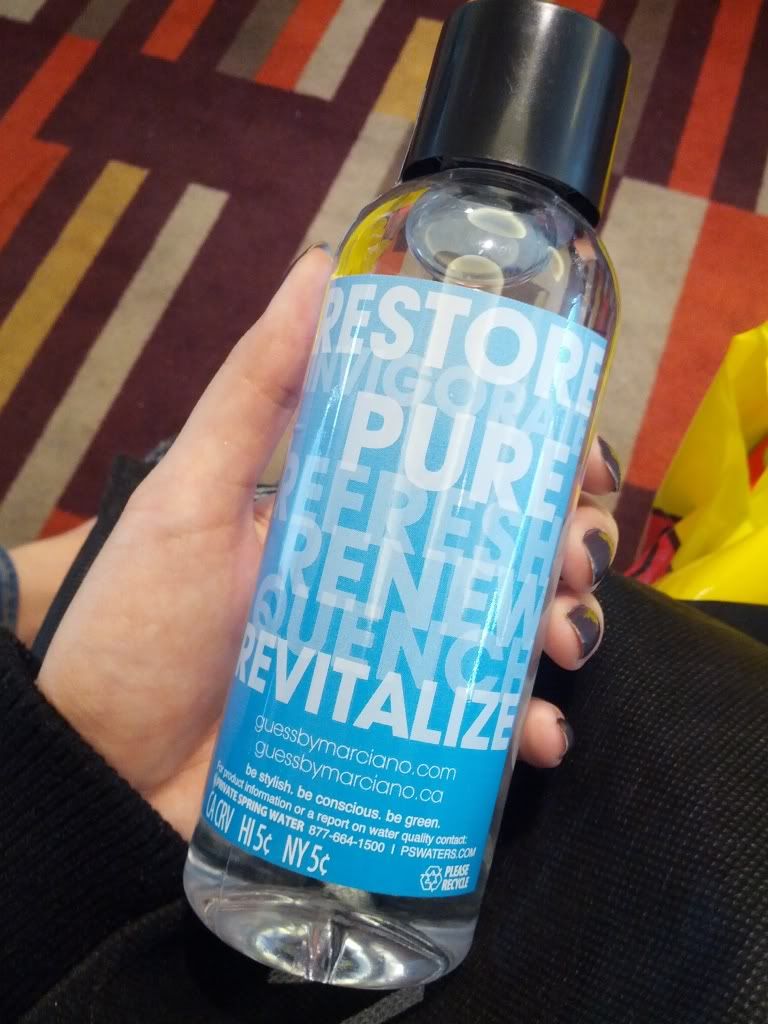 RESTORE
INVIGORATE
PURE
REFRESH
RENEW
QUENCH
REVITALIZE
guessbymarciano.com
guessbymarciano.ca
be stylish. be conscious. be green.
For product information or a report on water quality contact:
PRIVATE SPRING WATER 877-664-1500 | PSWATERS.COM
CA CRV HI 5¢ NY 5¢
PLEASE
RECYCLE